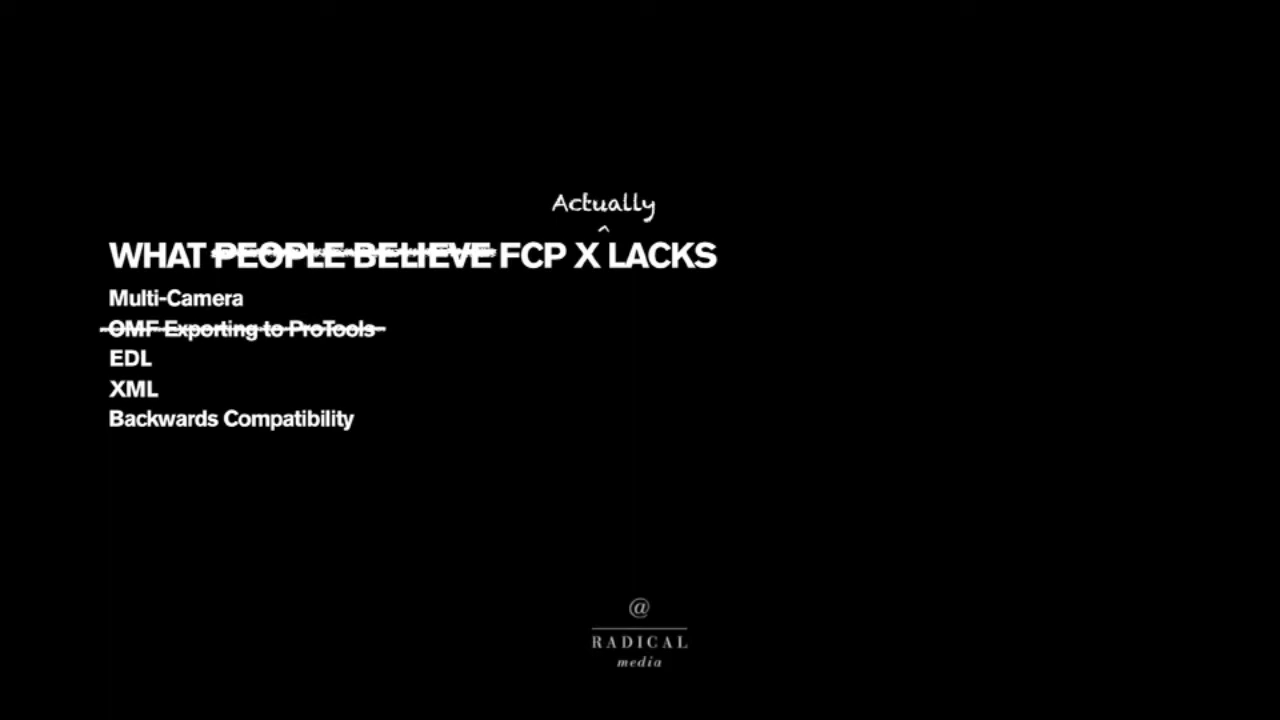 Actually
^
WHAT PEOPLE BELIEVE FCP X LACKS
Multi-Camera
OMF Exporting to ProTools
EDL
XML
Backwards Compatibility
@
RADICAL
media